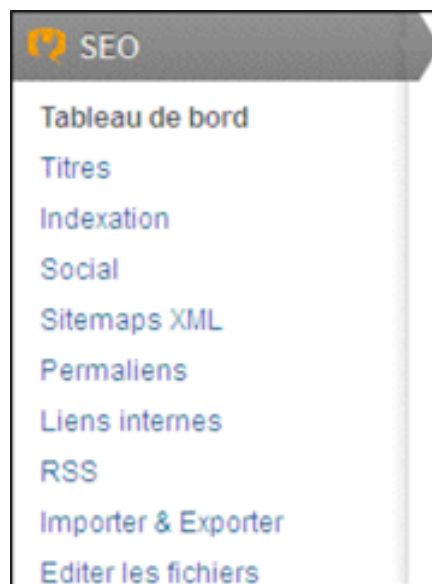 SEO
Tableau de bord
Titres
Indexation
Social
Sitemaps XML
Permaliens
Liens internes
RSS
Importer & Exporter
Editer les fichiers